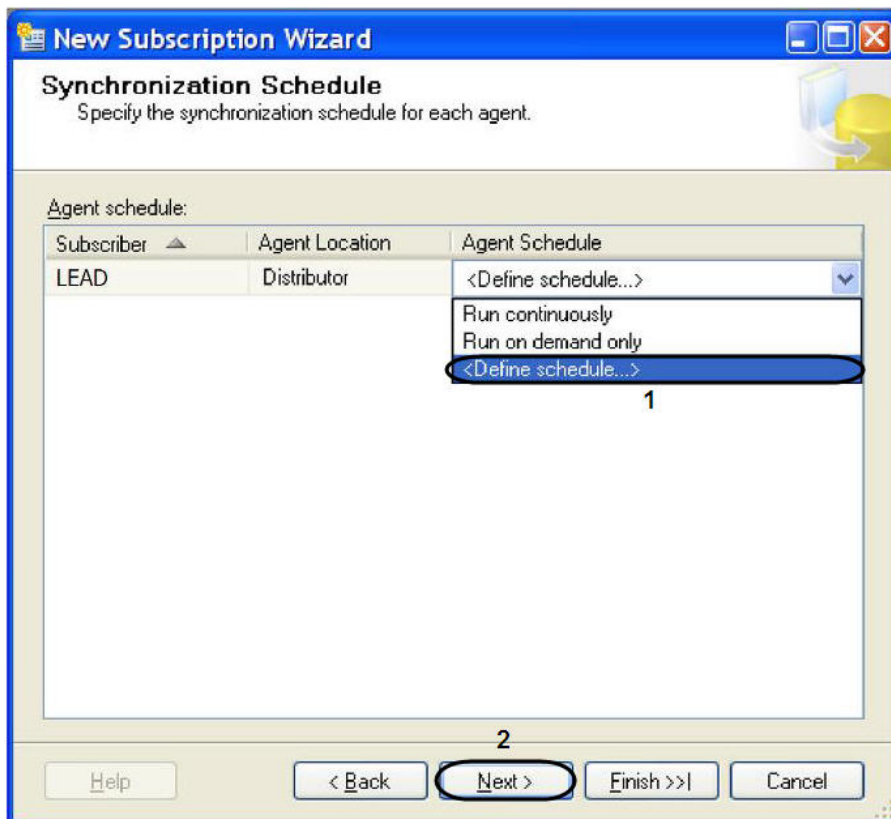 New Subscription Wizard
Synchronization Schedule
Specify the synchronization schedule for each agent.
Agent schedule:
Subscriber Agent Location Agent Schedule
LEAD Distributor <Define schedule...>
Run continuously
Run on demand only
<Define schedule...>
1
2
Help < Back Next > Finish >>| Cancel